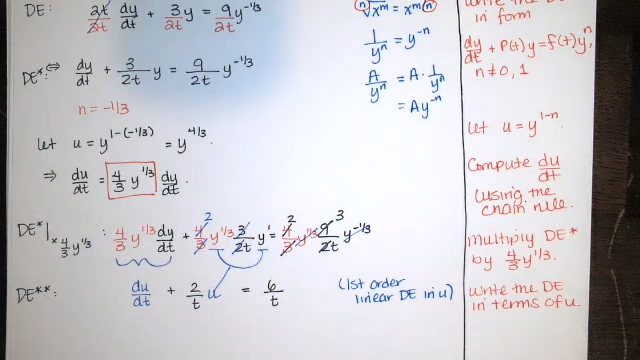 DE: 2t/2t dy/dt + 3y/2t = 9y^{-1/3}/2t
DE*: ⇔ dy/dt + 3/2t y = 9/2t y^{-1/3}
n = -1/3
Let u = y^{1-(-1/3)} = y^{4/3}.
⇒ du/dt = 4/3 y^{1/3} dy/dt.
DE*|_{× 4/3 y^{1/3}} : 4/3 y^{1/3} dy/dt + 4/3 y^{1/3} 3/2t y^1 = 4/3 y^{1/3} 9/2t y^{-1/3}
2 2 3
DE**: du/dt + 2/t u = 6/t
(1st order
linear DE in u)
n√x^m = x^{m/n}
1/y^n = y^{-n}
A/y^n = A · 1/y^n
= Ay^{-n}
in form
dy/dt + P(t)y = f(t)y^n,
n ≠ 0, 1
Let u = y^{1-n}.
Compute du/dt
(using the
chain rule.
Multiply DE*
by 4/3 y^{1/3}.
Write the DE
in terms of u.